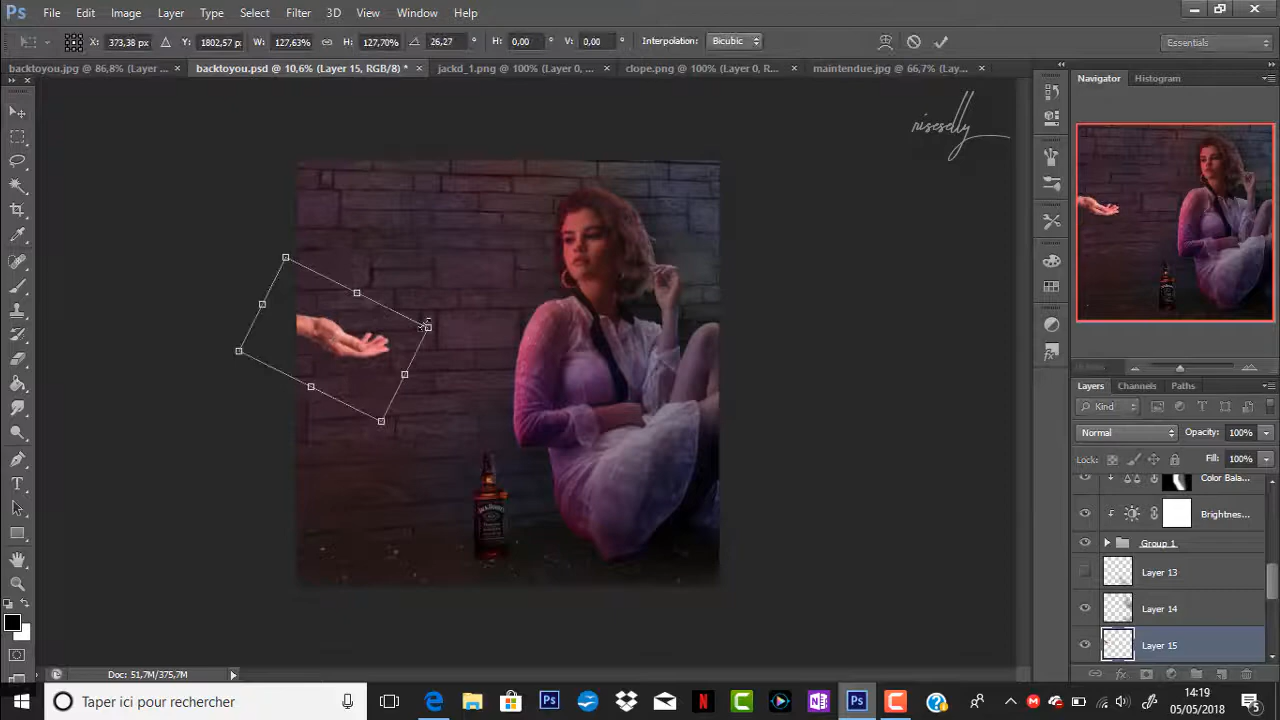 Ps File Edit Image Layer Type Select Filter 3D View Window Help
X: 373,38 px Y: 1802,57 px W: 127,63% H: 127,70% 26,27 ° H: 0,00 ° V: 0,00 ° Interpolation: Bicubic Essentials
backtoyou.jpg @ 86,8% (Layer ... × backtoyou.psd @ 10,6% (Layer 15, RGB/8) * × jackd_1.png @ 100% (Layer 0, ... × clope.png @ 100% (Layer 0, R... × maintendue.jpg @ 66,7% (Lay... ×
Navigator Histogram
riseselly
JACK DANIEL'S
Layers Channels Paths
Kind
Normal Opacity: 100%
Lock: Fill: 100%
Color Bala...
Brightnes...
Group 1
Layer 13
Layer 14
Layer 15
Doc: 51,7M/375,7M
Taper ici pour rechercher
14:19
05/05/2018
5